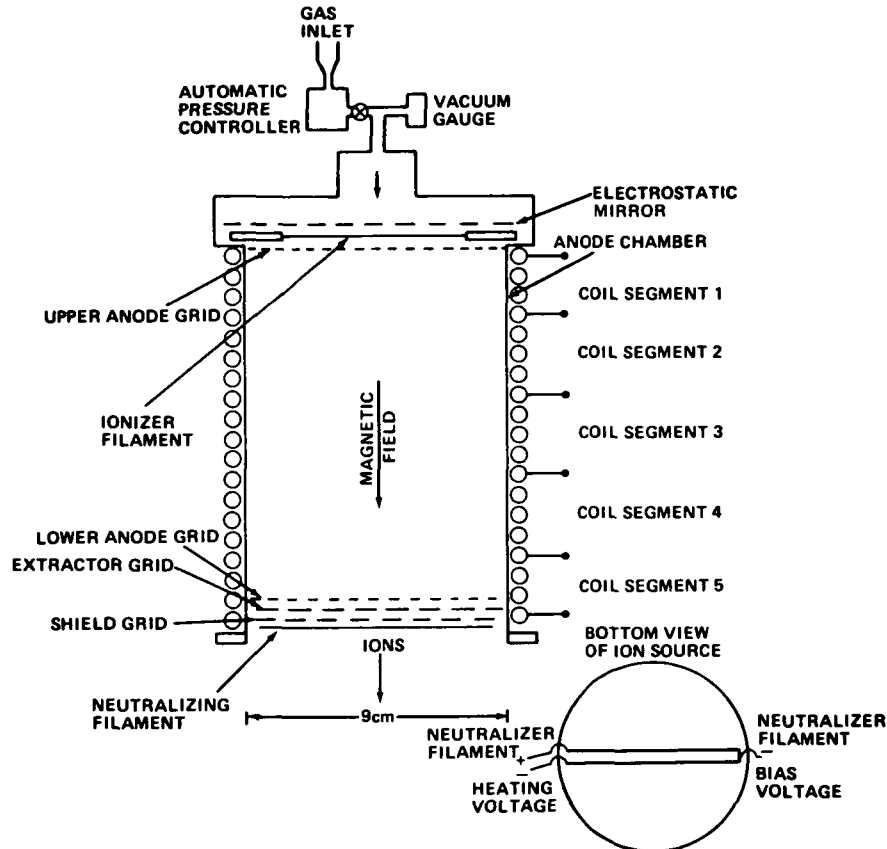 GAS
INLET
AUTOMATIC
PRESSURE
CONTROLLER
VACUUM
GAUGE
ELECTROSTATIC
MIRROR
ANODE CHAMBER
UPPER ANODE GRID
COIL SEGMENT 1
COIL SEGMENT 2
IONIZER
FILAMENT
MAGNETIC
FIELD
COIL SEGMENT 3
COIL SEGMENT 4
LOWER ANODE GRID
EXTRACTOR GRID
COIL SEGMENT 5
SHIELD GRID
IONS
BOTTOM VIEW
OF ION SOURCE
NEUTRALIZING
FILAMENT
9cm
NEUTRALIZER
FILAMENT
+
−
HEATING
VOLTAGE
NEUTRALIZER
FILAMENT
−
BIAS
VOLTAGE